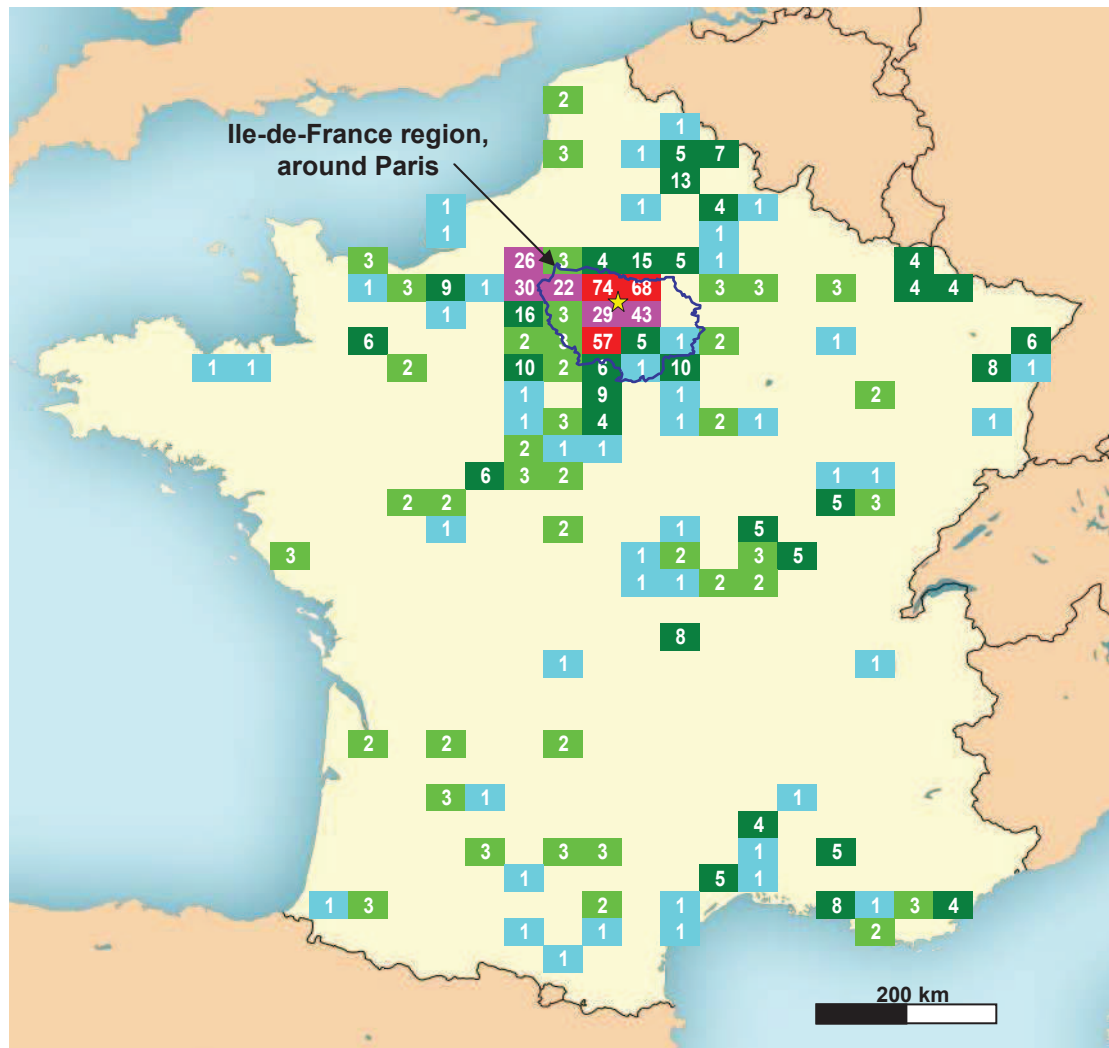 2
Ile-de-France region,
around Paris
1
3 1 5 7
13
1 1 4 1
1 1
3 26 3 4 15 5 1 4
1 3 9 1 30 22 74 68 3 3 3 4 4
1 16 3 29 43
6 2 57 5 1 2 1 6
1 1 2 10 2 6 1 10 8 1
1 9 1 2
1 3 4 1 2 1 1
2 1 1
6 3 2 1 1
2 2 5 3
1 2 1 5
3 1 2 3 5
1 1 2 2
8
1 1
2 2 2
3 1 1
4
3 3 3 1 5
1 5 1
1 3 2 1 8 1 3 4
1 1 1 2
1
200 km